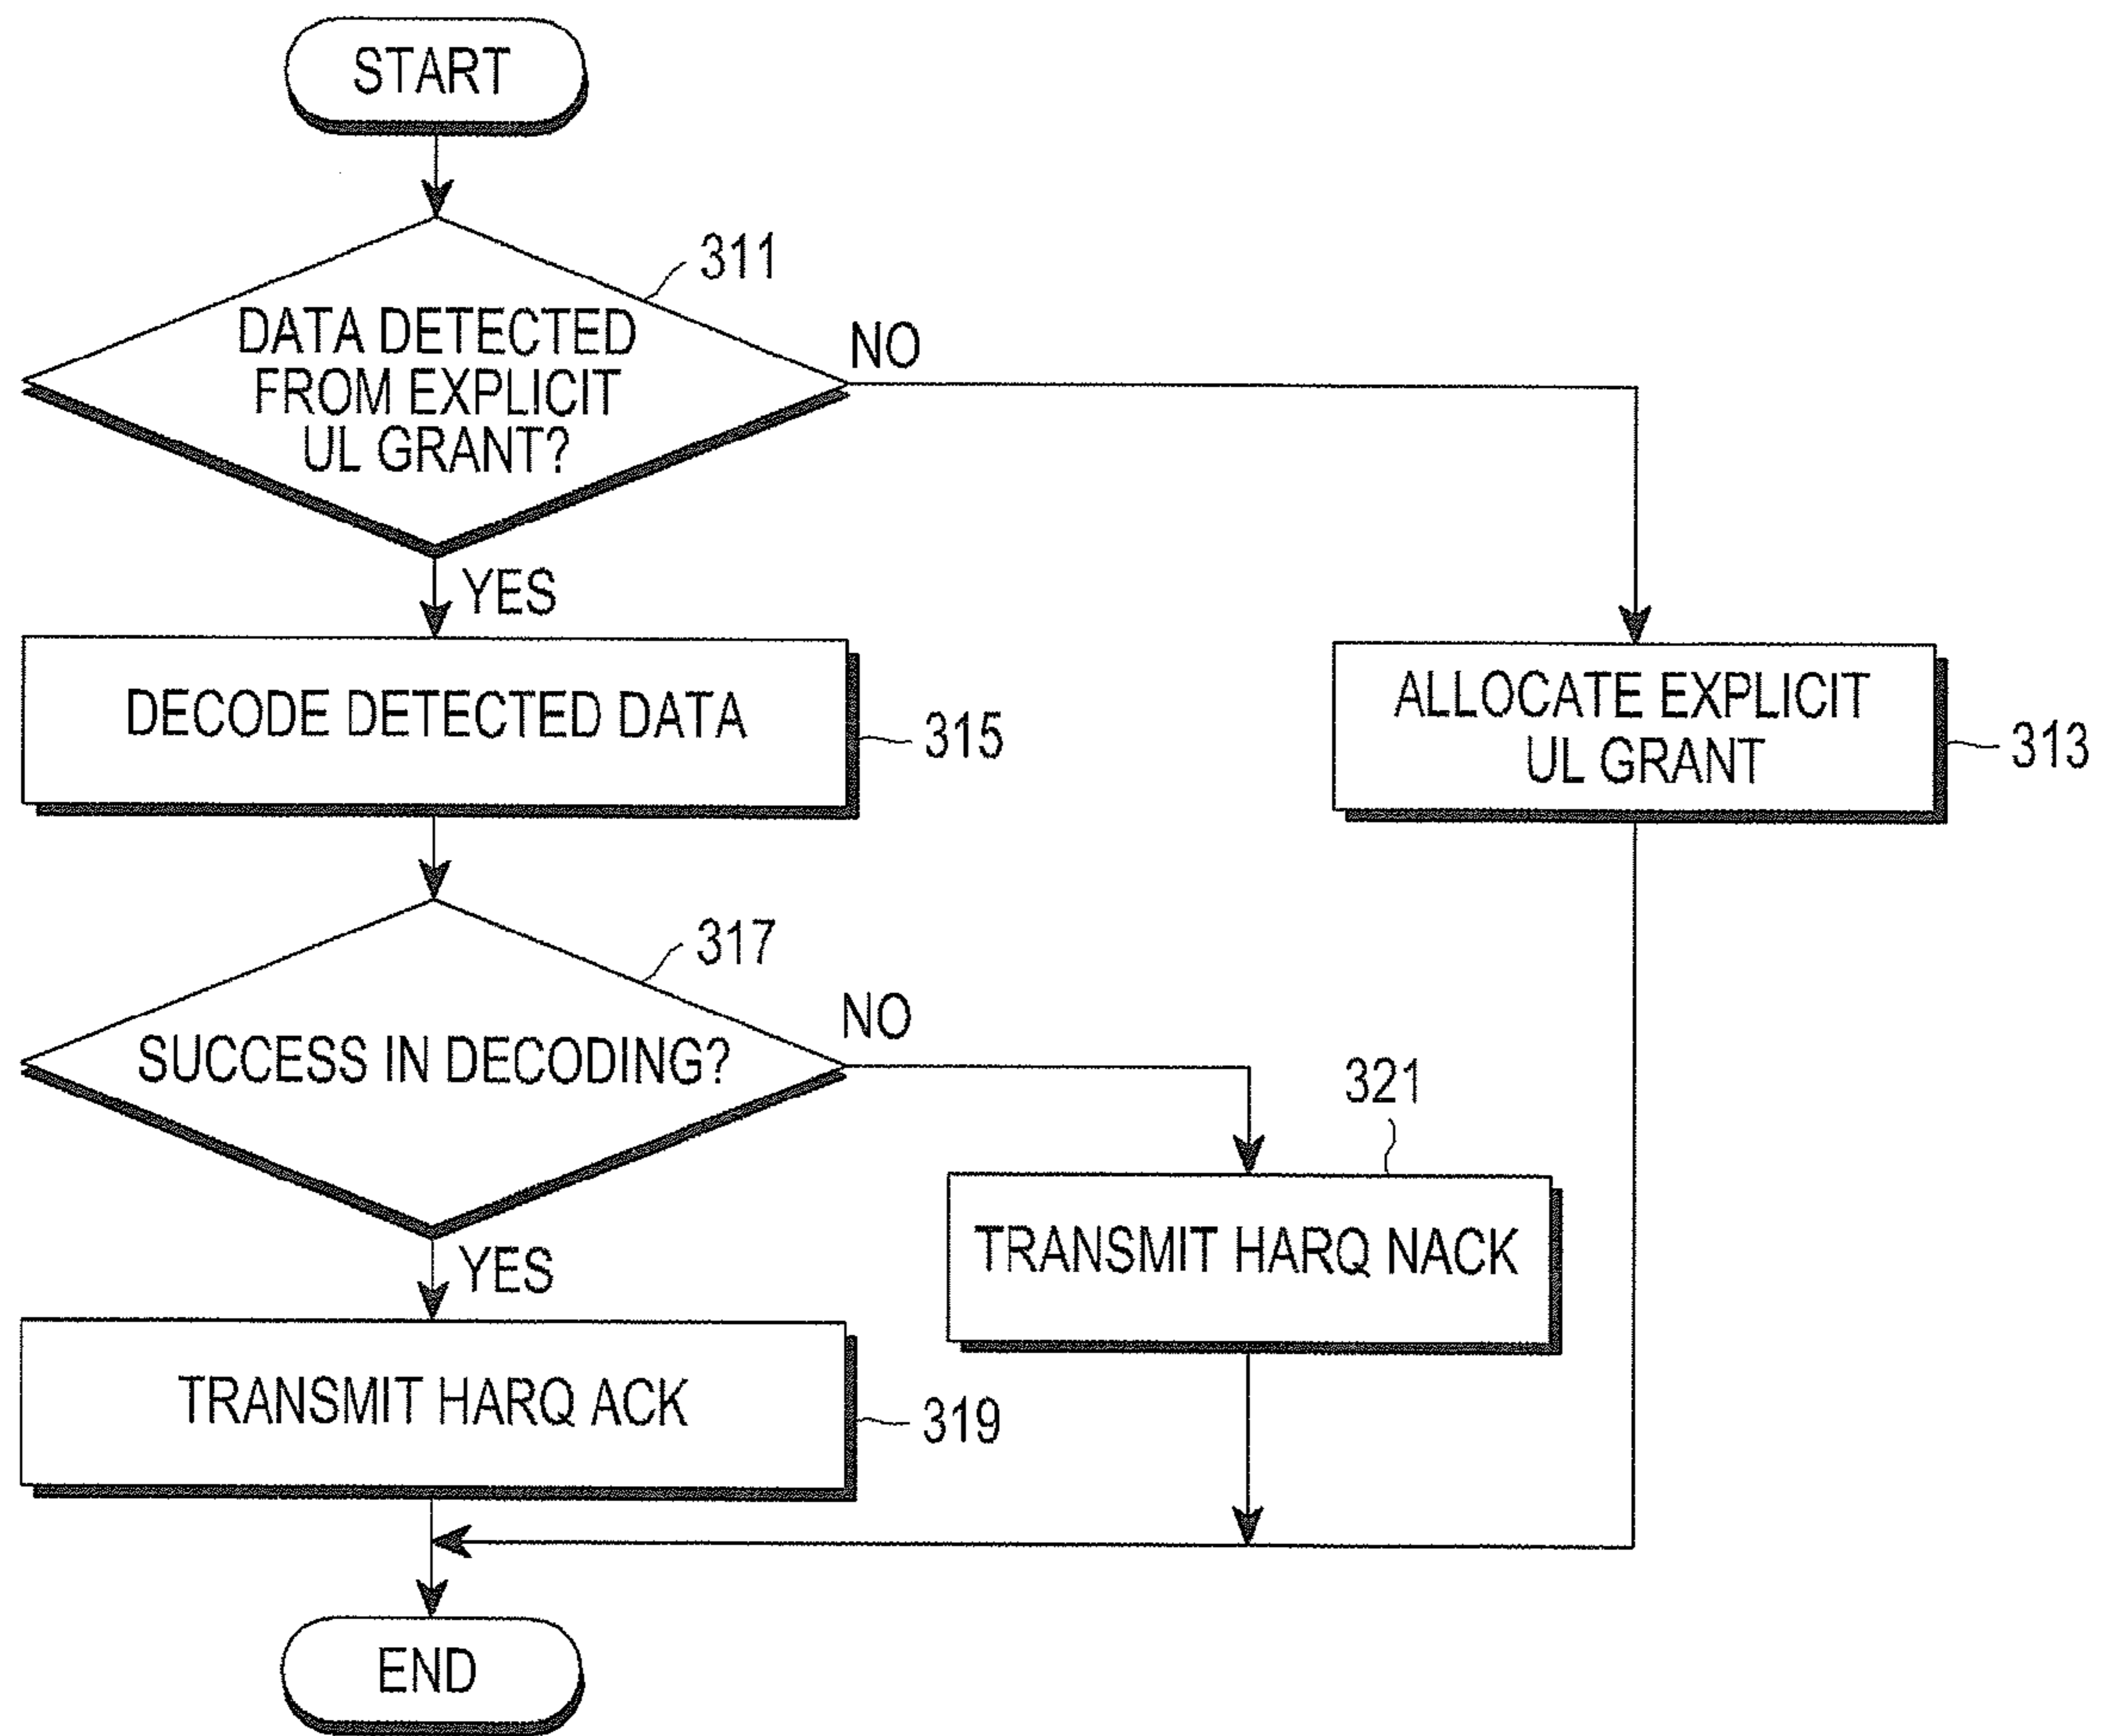 START
311
DATA DETECTED
FROM EXPLICIT
UL GRANT?
NO
YES
DECODE DETECTED DATA
315
ALLOCATE EXPLICIT
UL GRANT
313
317
SUCCESS IN DECODING?
NO
321
TRANSMIT HARQ NACK
YES
TRANSMIT HARQ ACK
319
END